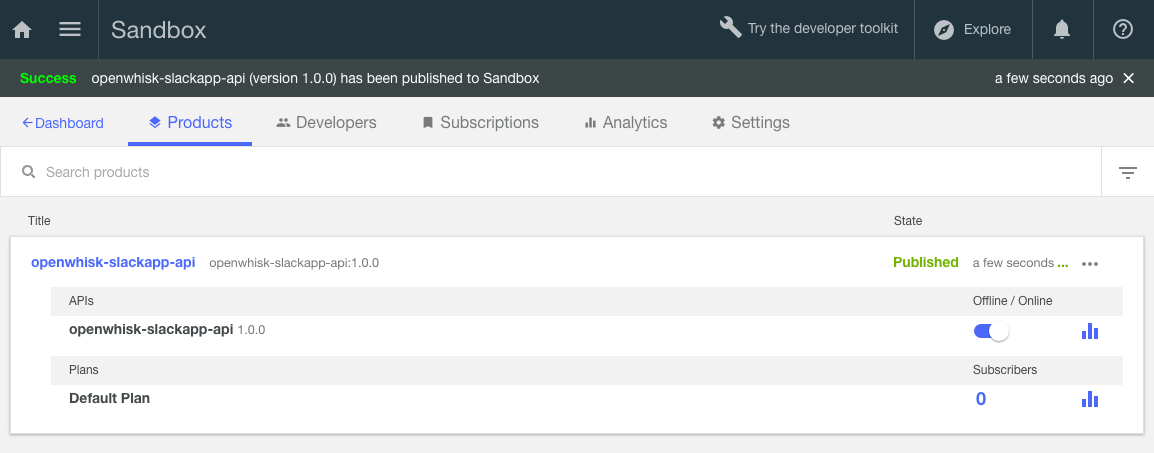 Sandbox Try the developer toolkit Explore
Success openwhisk-slackapp-api (version 1.0.0) has been published to Sandbox a few seconds ago
Dashboard Products Developers Subscriptions Analytics Settings
Search products
Title State
openwhisk-slackapp-api openwhisk-slackapp-api:1.0.0 Published a few seconds ...
APIs Offline / Online
openwhisk-slackapp-api 1.0.0
Plans Subscribers
Default Plan 0